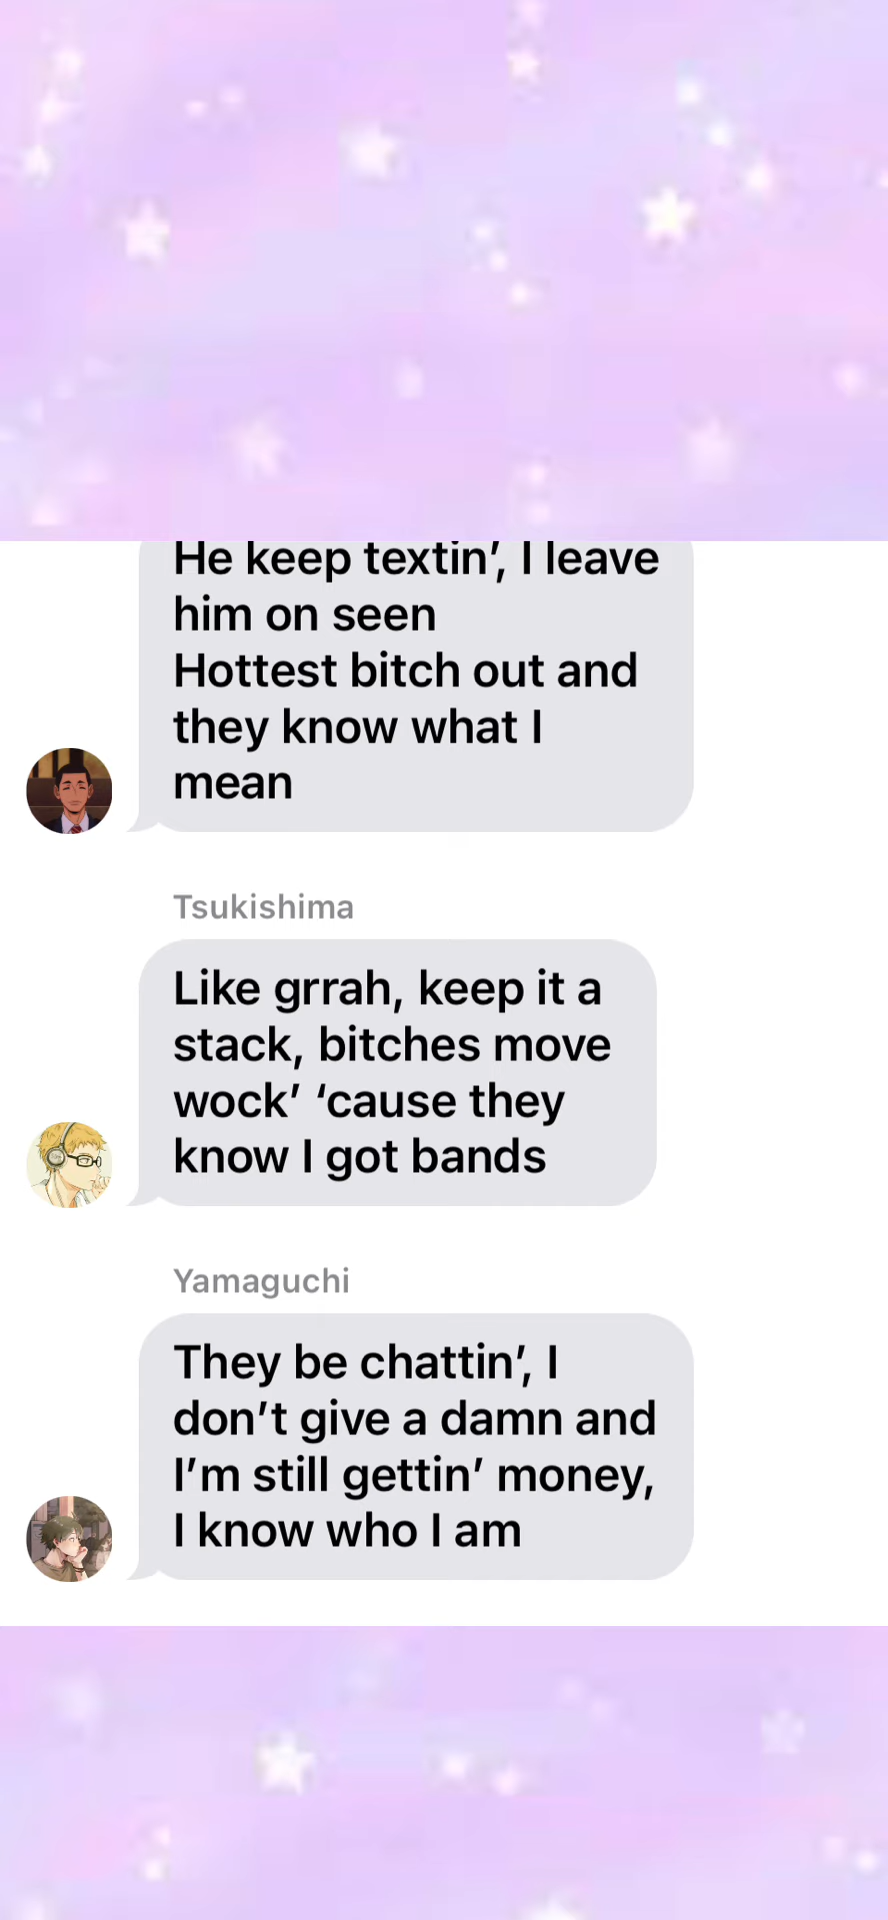 He keep textin’, I leave
him on seen
Hottest bitch out and
they know what I
mean
Tsukishima
Like grrah, keep it a
stack, bitches move
wock’ ‘cause they
know I got bands
Yamaguchi
They be chattin’, I
don’t give a damn and
I’m still gettin’ money,
I know who I am